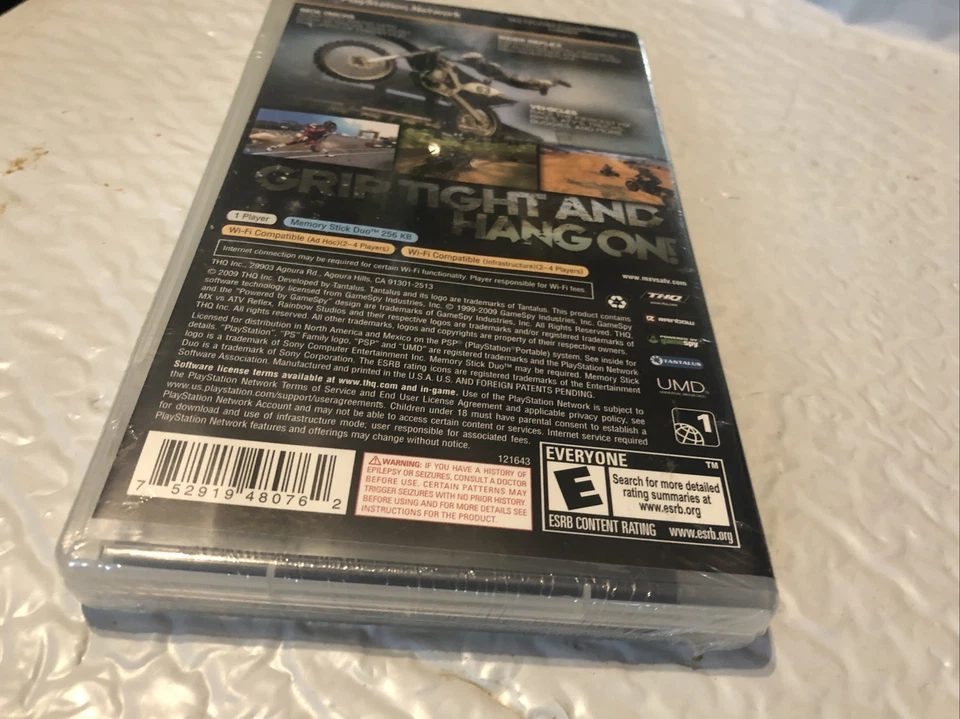 PlayStation Network
VEHICLES
GRIP TIGHT AND
HANG ON!
1 Player
Memory Stick Duo™ 256 KB
Wi-Fi Compatible (Ad Hoc)(2-4 Players)
Wi-Fi Compatible (Infrastructure)(2-4 Players)
Internet connection may be required for certain Wi-Fi functionality. Player responsible for Wi-Fi fees.
www.mxvsatv.com
THQ Inc., 29903 Agoura Rd., Agoura Hills, CA 91301-2513
© 2009 THQ Inc. Developed by Tantalus. Tantalus and its logo are trademarks of Tantalus. This product contains
software technology licensed from GameSpy Industries, Inc. © 1999-2009 GameSpy Industries, Inc. GameSpy
and the "Powered by GameSpy" design are trademarks of GameSpy Industries, Inc. All Rights Reserved. THQ,
MX vs ATV Reflex, Rainbow Studios and their respective logos are trademarks and/or registered trademarks of
THQ Inc. All rights reserved. All other trademarks, logos and copyrights are property of their respective owners.
Licensed for distribution in North America and Mexico on the PSP® (PlayStation®Portable) system. See inside for
details. "PlayStation", "PS" Family logo, "PSP" and "UMD" are registered trademarks and the PlayStation Network
logo is a trademark of Sony Computer Entertainment Inc. Memory Stick Duo™ may be required. Memory Stick
Duo is a trademark of Sony Corporation. The ESRB rating icons are registered trademarks of the Entertainment
Software Association. Manufactured and printed in the U.S.A. U.S. AND FOREIGN PATENTS PENDING.
Software license terms available at www.thq.com and in-game. Use of the PlayStation Network is subject to
the PlayStation Network Terms of Service and End User License Agreement and applicable privacy policy, see
www.us.playstation.com/support/useragreements. Children under 18 must have parental consent to establish a
PlayStation Network Account and may not be able to access certain content or services. Internet service required
for download and use of infrastructure mode; user responsible for associated fees.
PlayStation Network features and offerings may change without notice.
THQ
rainbow
POWERED BY
gamespy
TANTALUS
UMD
1
121643
7 52919 48076 2
WARNING: IF YOU HAVE A HISTORY OF
EPILEPSY OR SEIZURES, CONSULT A DOCTOR
BEFORE USE. CERTAIN PATTERNS MAY
TRIGGER SEIZURES WITH NO PRIOR HISTORY.
BEFORE USING AND FOR MORE DETAILS SEE
INSTRUCTIONS FOR THE PRODUCT.
EVERYONE
TM
E
Search for more detailed
rating summaries at
www.esrb.org
ESRB CONTENT RATING www.esrb.org